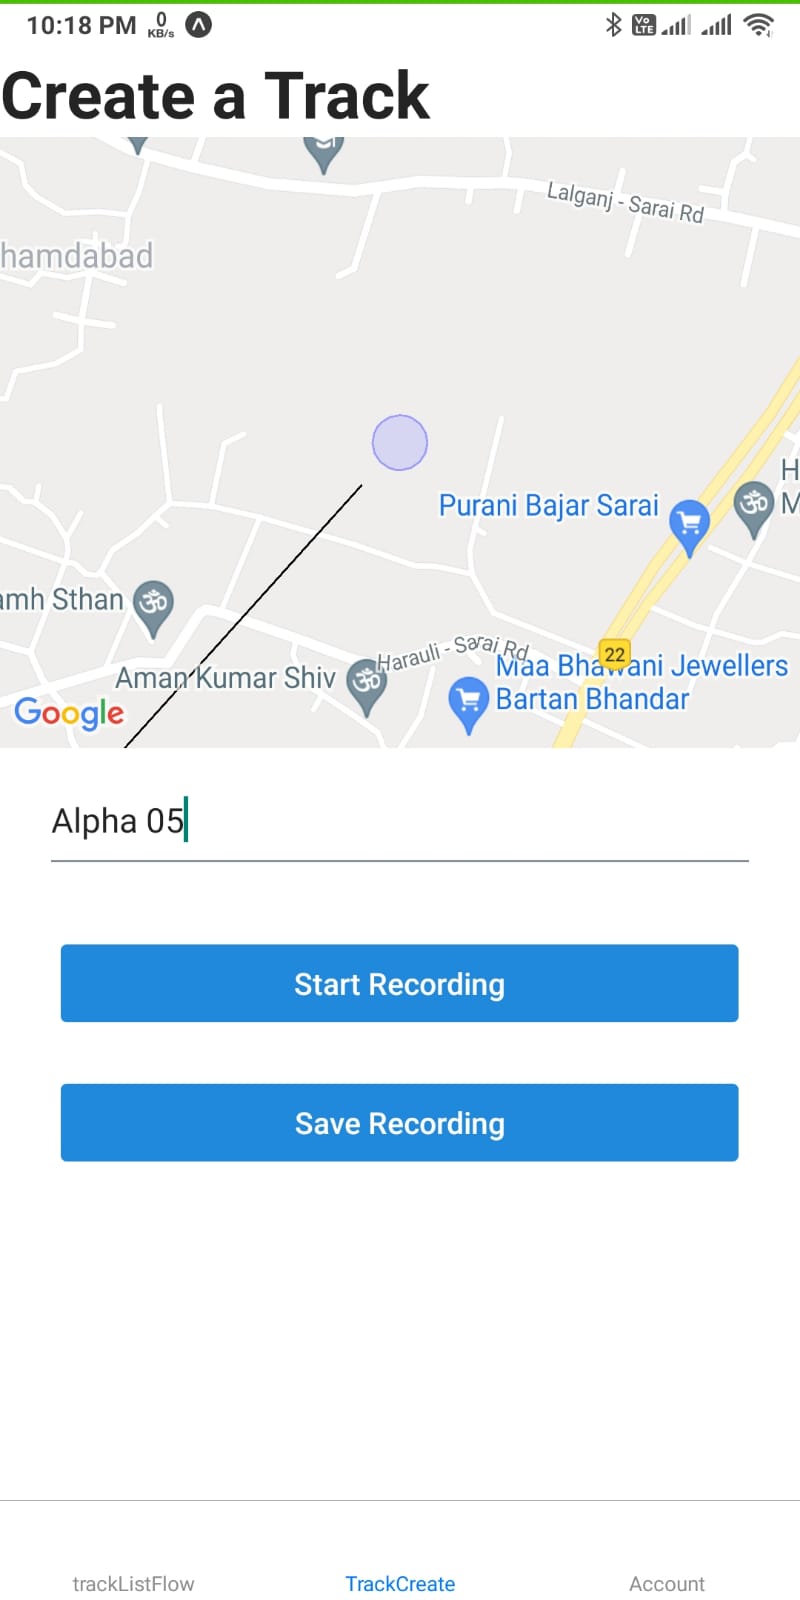 10:18 PM 0 KB/s
Vo LTE
Create a Track
Lalganj - Sarai Rd
hamdabad
H
Purani Bajar Sarai
M
amh Sthan
Harauli - Sarai Rd
22
Aman Kumar Shiv
Maa Bhawani Jewellers
Bartan Bhandar
Google
Alpha 05
Start Recording
Save Recording
trackListFlow
TrackCreate
Account